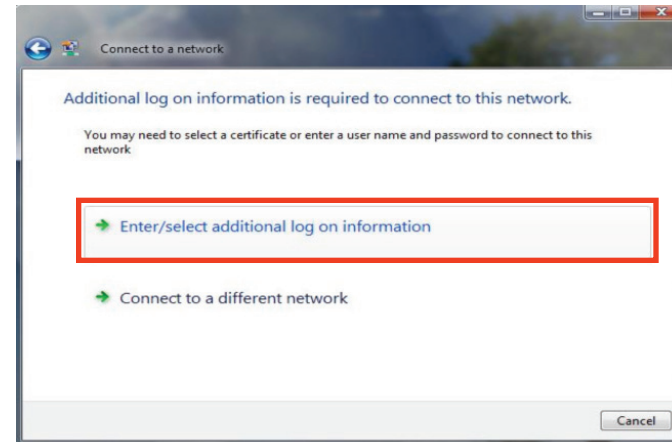 Connect to a network
Additional log on information is required to connect to this network.
You may need to select a certificate or enter a user name and password to connect to this
network
Enter/select additional log on information
Connect to a different network
Cancel